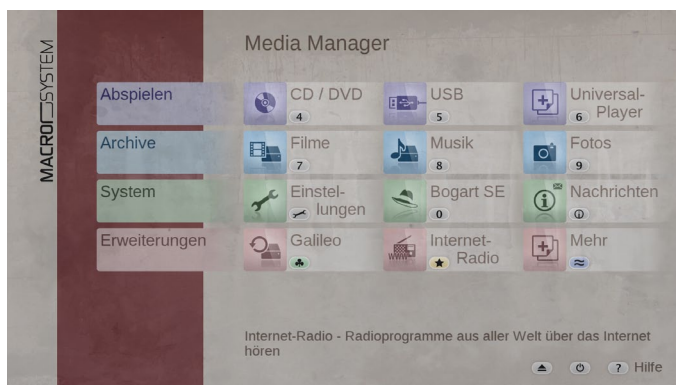 MACROSYSTEM
Media Manager
Abspielen
CD / DVD
4
USB
5
Universal-
6 Player
Archive
Filme
7
Musik
8
Fotos
9
System
Einstel-
lungen
Bogart SE
0
Nachrichten
Erweiterungen
Galileo
Internet-
Radio
Mehr
Internet-Radio - Radioprogramme aus aller Welt über das Internet
hören
? Hilfe